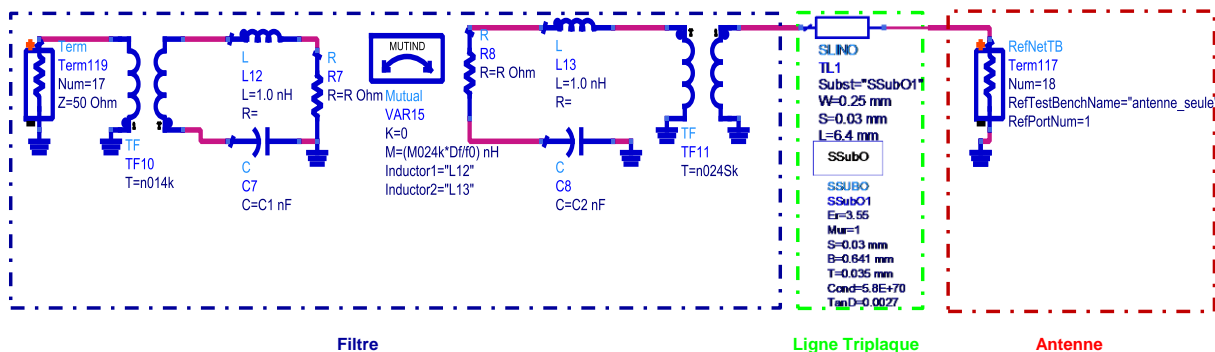 Term
Term119
Num=17
Z=50 Ohm
TF
TF10
T=n014k
L
L12
L=1.0 nH
R=
C
C7
C=C1 nF
R
R7
R=R Ohm
MUTIND
Mutual
VAR15
K=0
M=(M024k*Df/f0) nH
Inductor1="L12"
Inductor2="L13"
R
R8
R=R Ohm
L
L13
L=1.0 nH
R=
C
C8
C=C2 nF
TF
TF11
T=n024Sk
SLINO
TL1
Subst="SSubO1"
W=0.25 mm
S=0.03 mm
L=6.4 mm
SSubO
SSUBO
SSubO1
Er=3.55
Mur=1
S=0.03 mm
B=0.641 mm
T=0.035 mm
Cond=5.8E+70
TanD=0.0027
RefNetTB
Term117
Num=18
RefTestBenchName="antenne_seule
RefPortNum=1
Filtre
Ligne Triplaque
Antenne